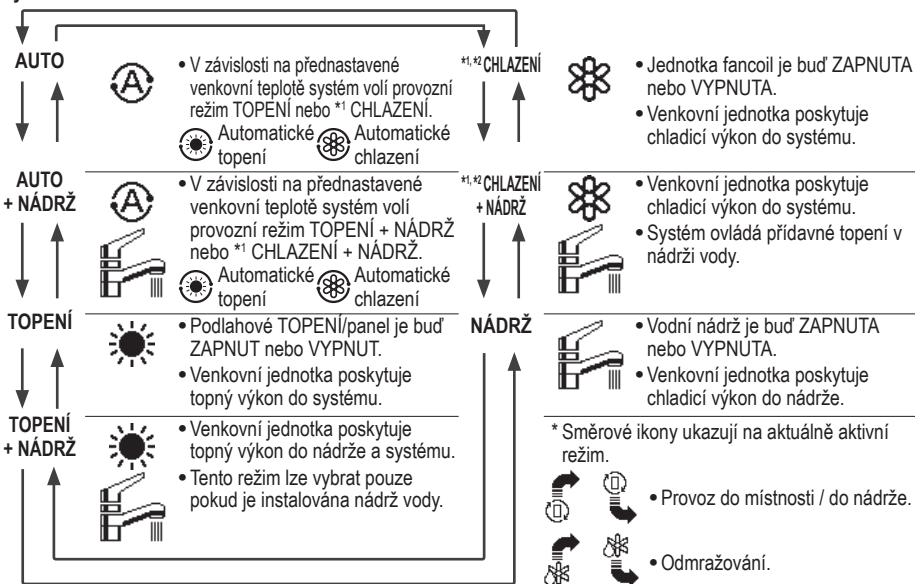 AUTO
• V závislosti na přednastavené
venkovní teplotě systém volí provozní
režim TOPENÍ nebo *1 CHLAZENÍ.
Automatické
topení
Automatické
chlazení
AUTO
+ NÁDRŽ
• V závislosti na přednastavené
venkovní teplotě systém volí
provozní režim TOPENÍ + NÁDRŽ
nebo *1 CHLAZENÍ + NÁDRŽ.
Automatické
topení
Automatické
chlazení
TOPENÍ
• Podlahové TOPENÍ/panel je buď
ZAPNUT nebo VYPNUT.
• Venkovní jednotka poskytuje
topný výkon do systému.
TOPENÍ
+ NÁDRŽ
• Venkovní jednotka poskytuje
topný výkon do nádrže a systému.
• Tento režim lze vybrat pouze
pokud je instalována nádrž vody.
*1, *2 CHLAZENÍ
• Jednotka fancoil je buď ZAPNUTA
nebo VYPNUTA.
• Venkovní jednotka poskytuje
chladicí výkon do systému.
*1, *2 CHLAZENÍ
+ NÁDRŽ
• Venkovní jednotka poskytuje
chladicí výkon do systému.
• Systém ovládá přídavné topení v
nádrži vody.
NÁDRŽ
• Vodní nádrž je buď ZAPNUTA
nebo VYPNUTA.
• Venkovní jednotka poskytuje
chladicí výkon do nádrže.
* Směrové ikony ukazují na aktuálně aktivní
režim.
• Provoz do místnosti / do nádrže.
• Odmražování.